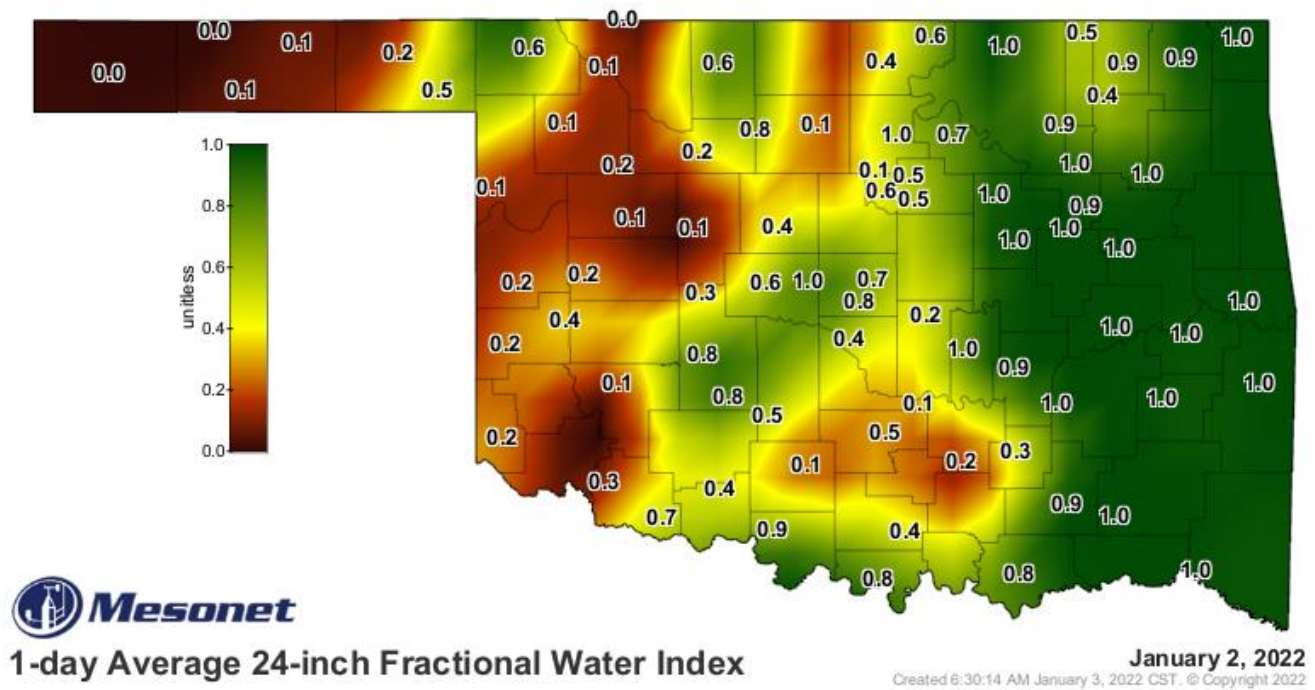 0.0
0.0 0.1 0.2 0.6 0.6 1.0 0.5 1.0
0.0 0.1 0.6 0.4 0.9 0.9
0.1 0.5 0.4
0.1 0.8 0.1 1.0 0.7 0.9
1.0 0.2 0.2 1.0
0.1 0.1 0.5 1.0
0.8 0.6 0.5 1.0 0.9
0.1 0.1 0.4 1.0 1.0 1.0
0.6 0.2 0.2 0.6 1.0 0.7
unitless 0.3 0.8 1.0
0.4 0.4 0.2 1.0 1.0
0.2 0.8 0.4 1.0 0.9
0.2 0.1 0.8 0.1 1.0 1.0 1.0
0.5 0.5
0.0 0.2 0.1 0.2 0.3
0.3 0.4
0.7 0.9 0.4 0.9 1.0
0.8 0.8 1.0
Mesonet
1-day Average 24-inch Fractional Water Index
January 2, 2022
Created 6:30:14 AM January 3, 2022 CST. © Copyright 2022